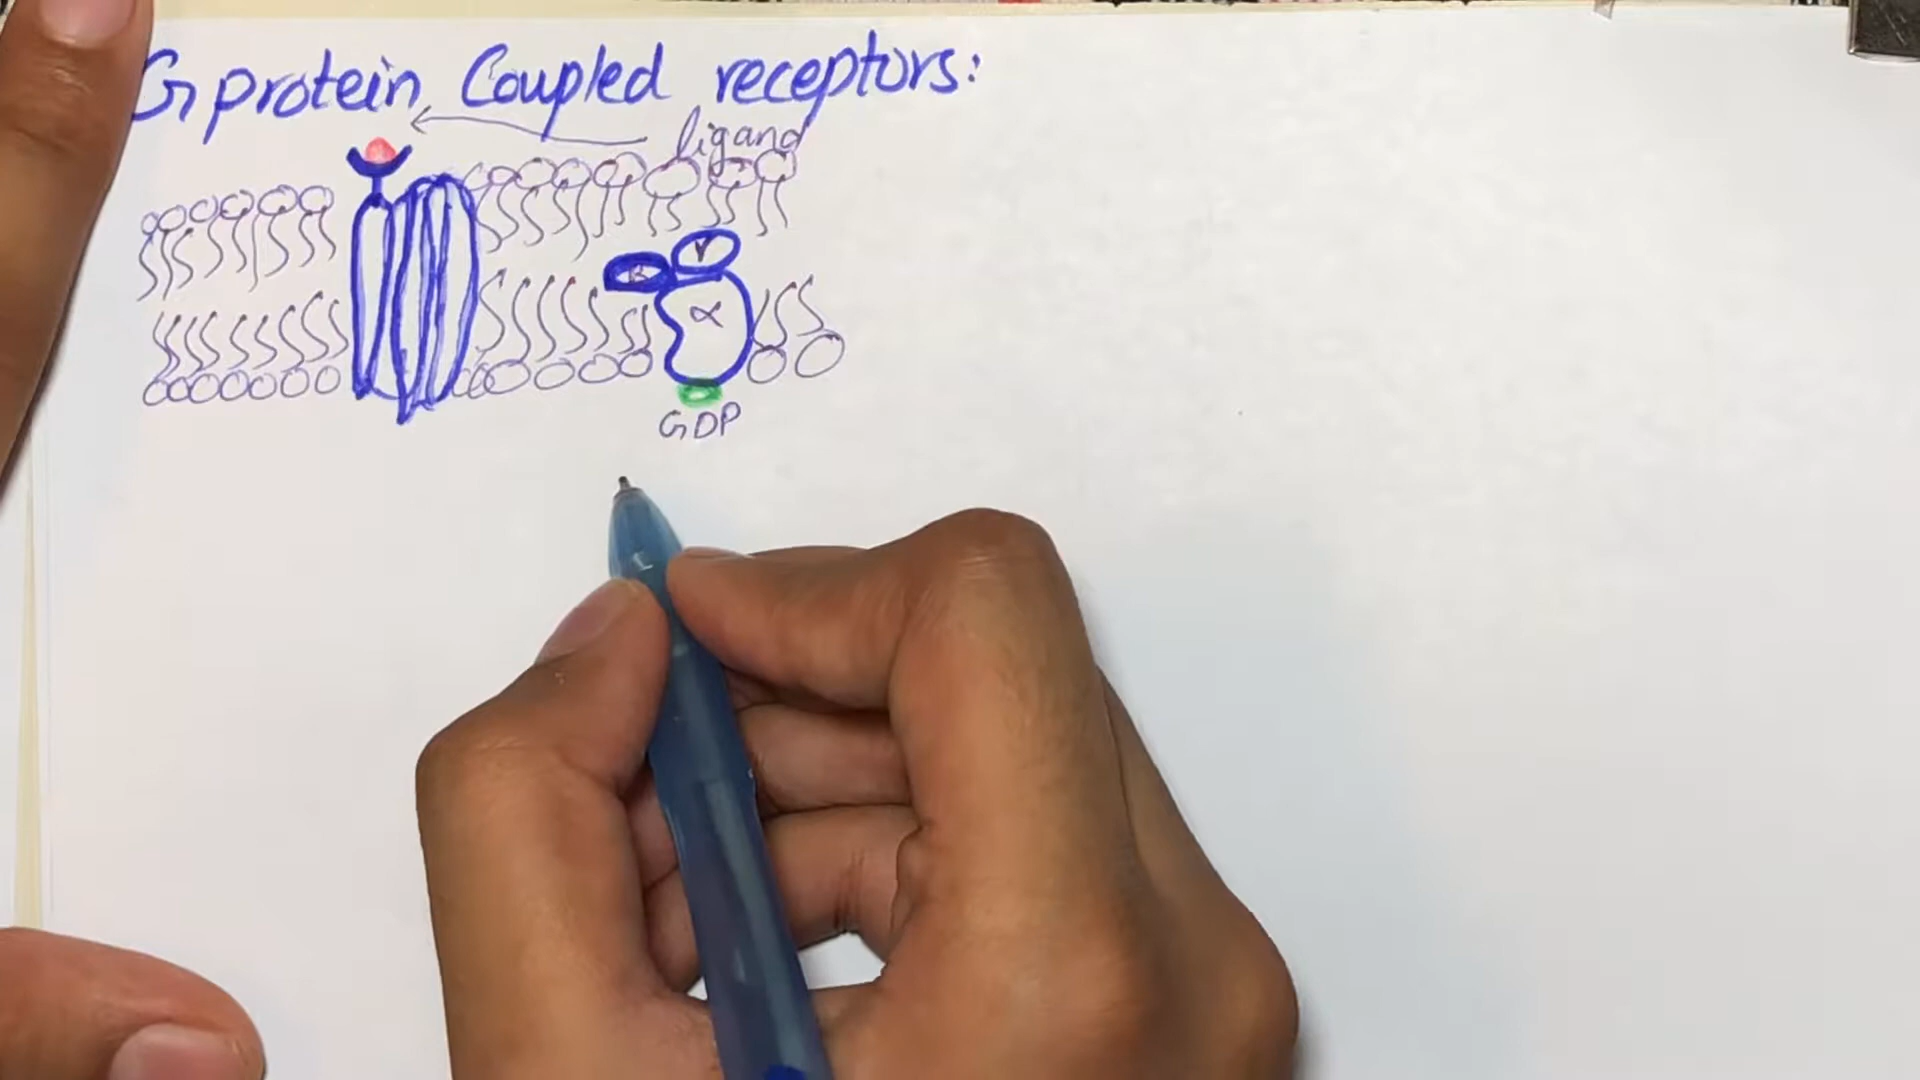 G protein Coupled receptors:
ligand
γ
β
α
GDP